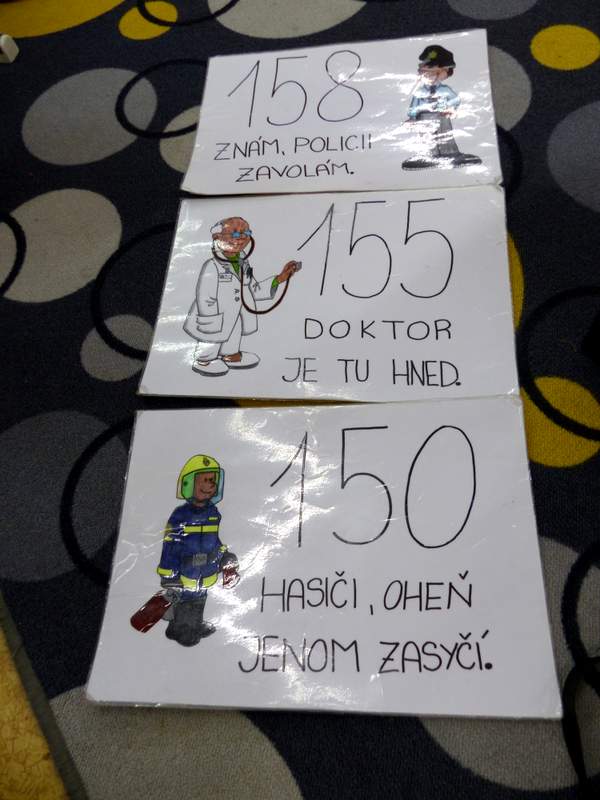 158
ZNÁM, POLICII
ZAVOLÁM.
155
DOKTOR
JE TU HNED.
150
HASIČI, OHEŇ
JENOM ZASYČÍ.